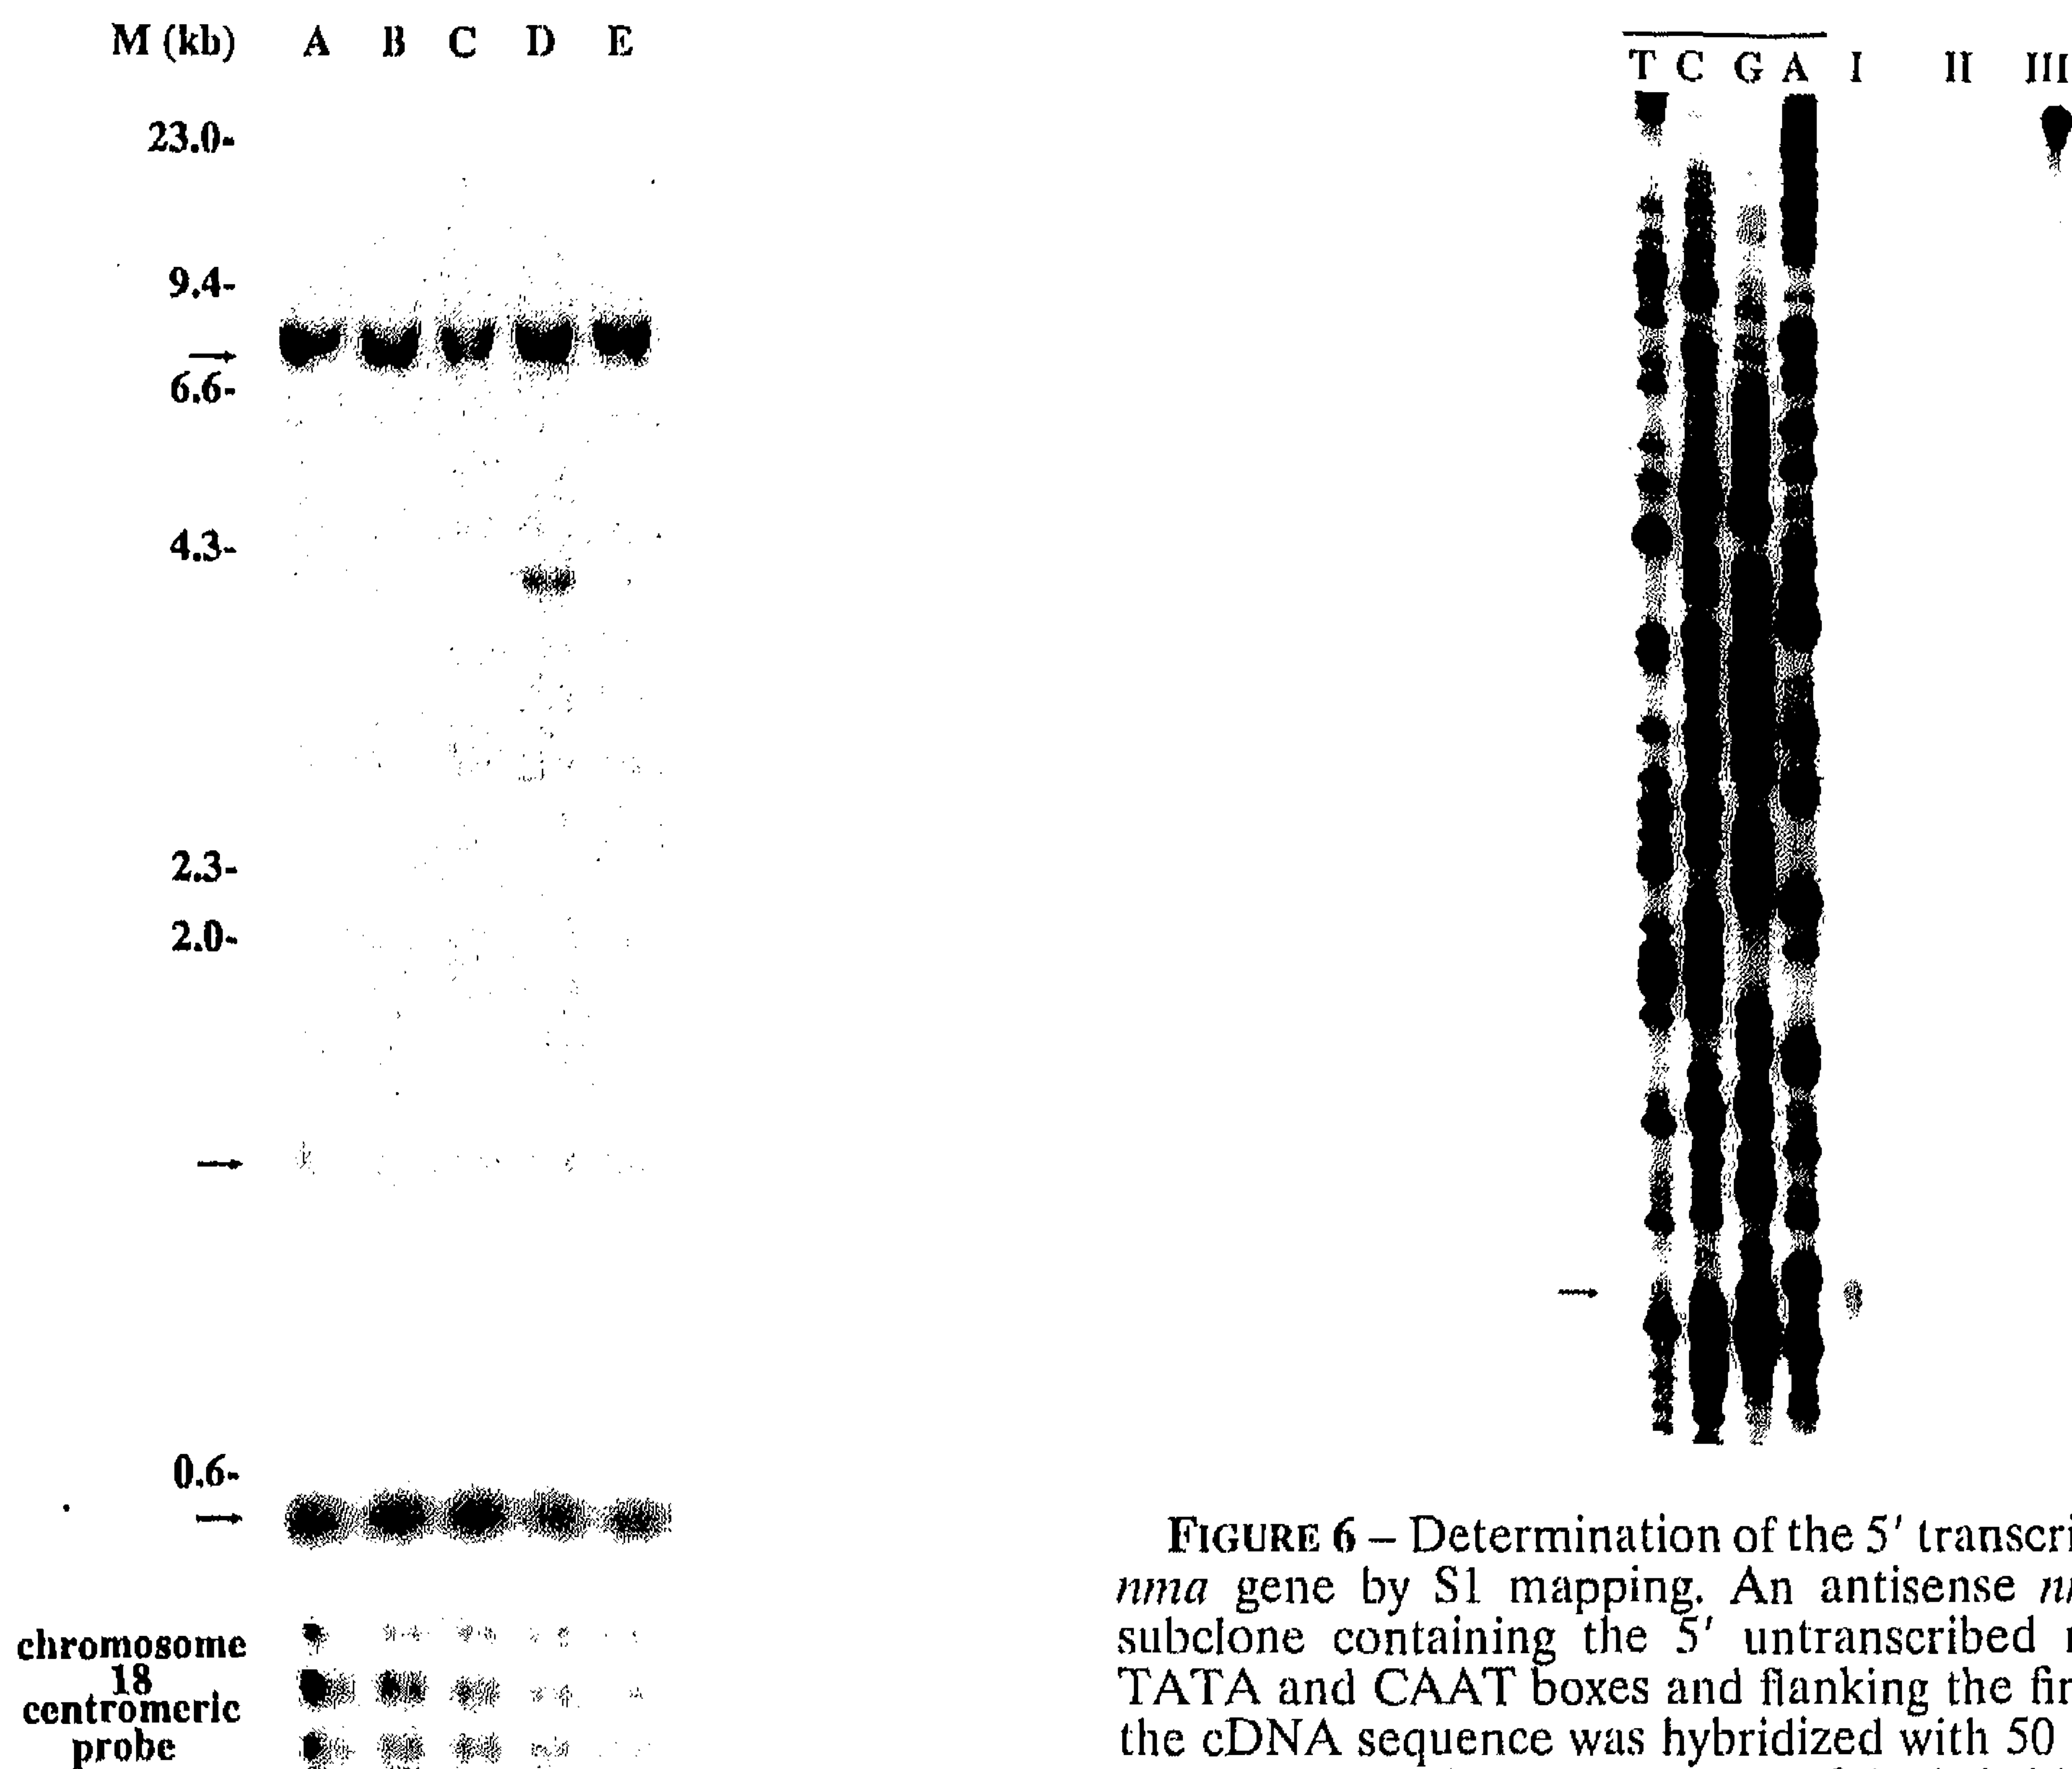 M (kb) A B C D E
23.0-
9.4-
6.6-
4.3-
2.3-
2.0-
0.6-
chromosome
18
centromeric
probe
T C G A I II III
FIGURE 6 – Determination of the 5′ transcri
nma gene by S1 mapping. An antisense
subclone containing the 5′ untranscribed
TATA and CAAT boxes and flanking the fir
the cDNA sequence was hybridized with 50